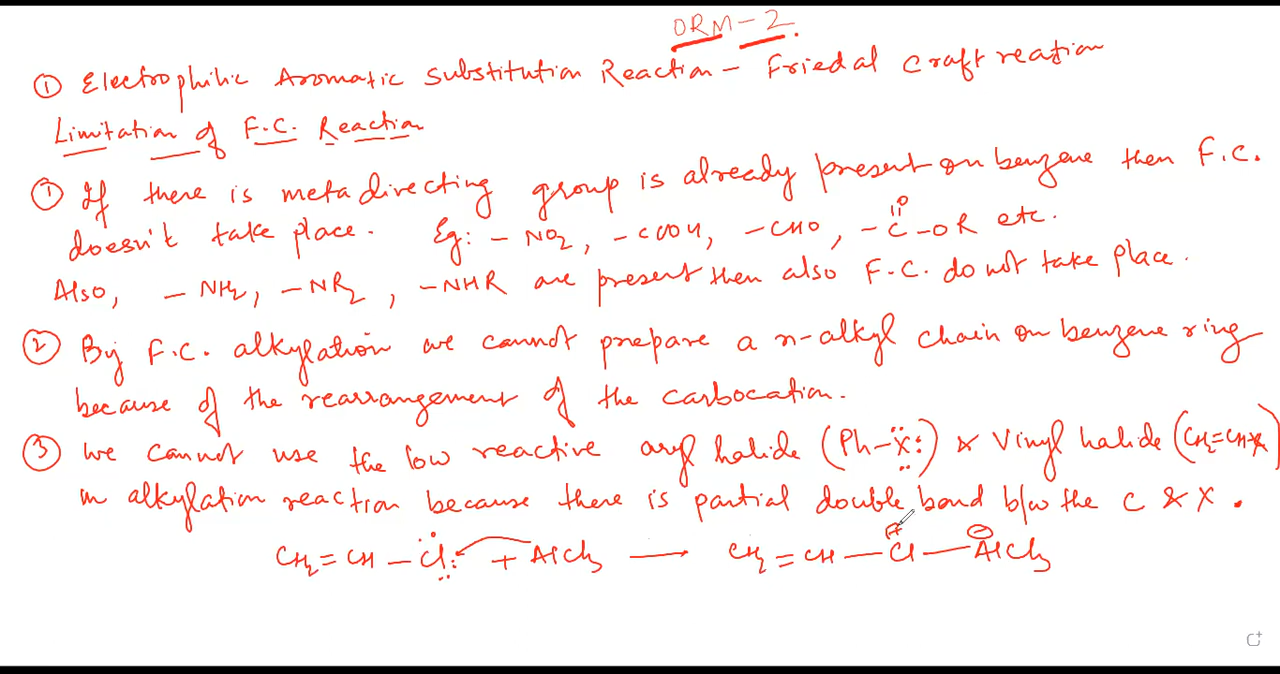 ORM-2.
① Electrophilic Aromatic Substitution Reaction - Friedal craft reation
Limitation of F.C. Reaction
① If there is metadirecting group is already present on benzene then F.C.
doesn't take place. Eg: -NO2, -COOH, -CHO, -C(=O)-OR etc.
Also, -NH2, -NR2, -NHR are present then also F.C. do not take place.
② By F.C. alkylation we cannot prepare a n-alkyl chain on benzene ring
because of the rearrangement of the carbocation.
③ We cannot use the low reactive aryl halide (Ph-X) & Vinyl halide (CH2=CH-X)
in alkylation reaction because there is partial double bond b/w the C & X.
CH2=CH-Cl: + AlCl3 → CH2=CH-Cl⊕-AlCl3⊖